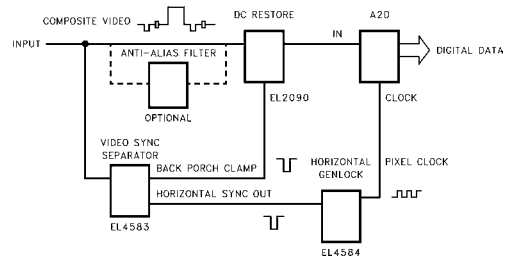 COMPOSITE VIDEO
DC RESTORE
A2D
INPUT
ANTI-ALIAS FILTER
IN
DIGITAL DATA
OPTIONAL
EL2090
CLOCK
VIDEO SYNC
SEPARATOR
BACK PORCH CLAMP
HORIZONTAL
GENLOCK
PIXEL CLOCK
HORIZONTAL SYNC OUT
EL4583
EL4584